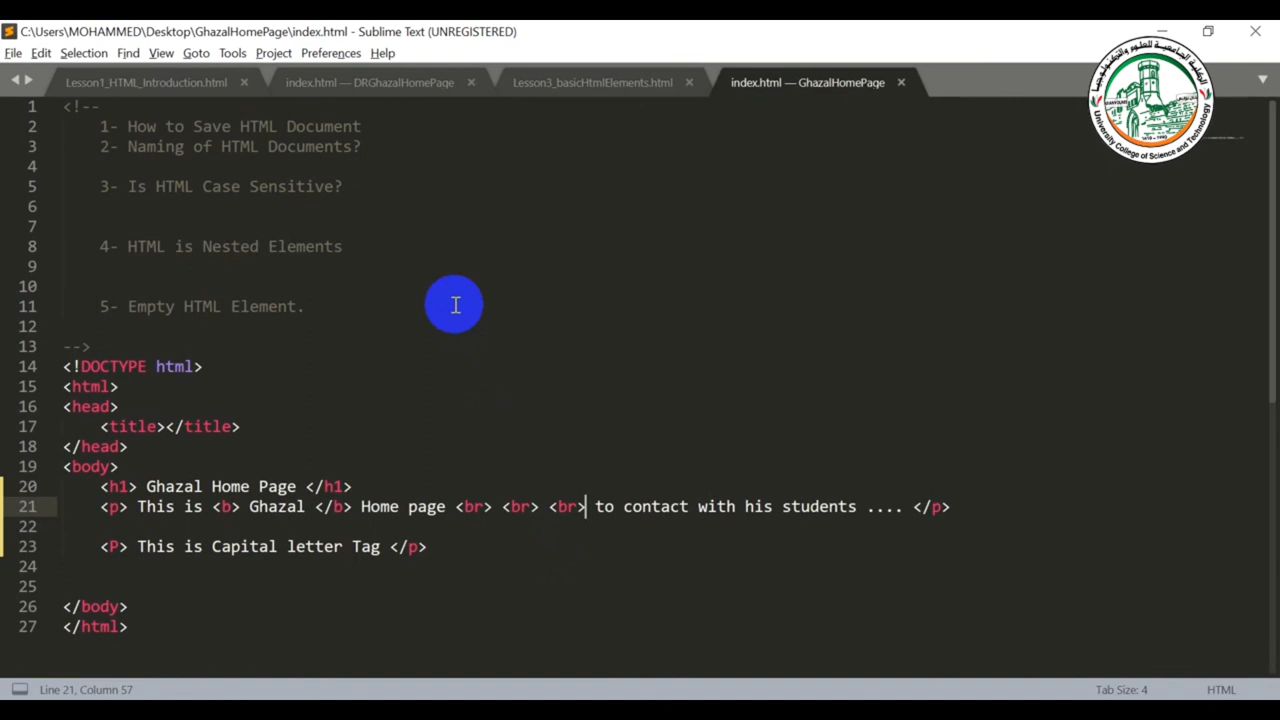 C:\Users\MOHAMMED\Desktop\GhazalHomePage\index.html - Sublime Text (UNREGISTERED)
File Edit Selection Find View Goto Tools Project Preferences Help
Lesson1_HTML_Introduction.html × index.html — DRGhazalHomePage × Lesson3_basicHtmlElements.html × index.html — GhazalHomePage ×
University College of Science and Technology
1 <!--
2 1- How to Save HTML Document
3 2- Naming of HTML Documents?
4
5 3- Is HTML Case Sensitive?
6
7
8 4- HTML is Nested Elements
9
10
11 5- Empty HTML Element.
12
13 -->
14 <!DOCTYPE html>
15 <html>
16 <head>
17 <title></title>
18 </head>
19 <body>
20 <h1> Ghazal Home Page </h1>
21 <p> This is <b> Ghazal </b> Home page <br> <br> <br> to contact with his students .... </p>
22
23 <P> This is Capital letter Tag </p>
24
25
26 </body>
27 </html>
Line 21, Column 57 Tab Size: 4 HTML